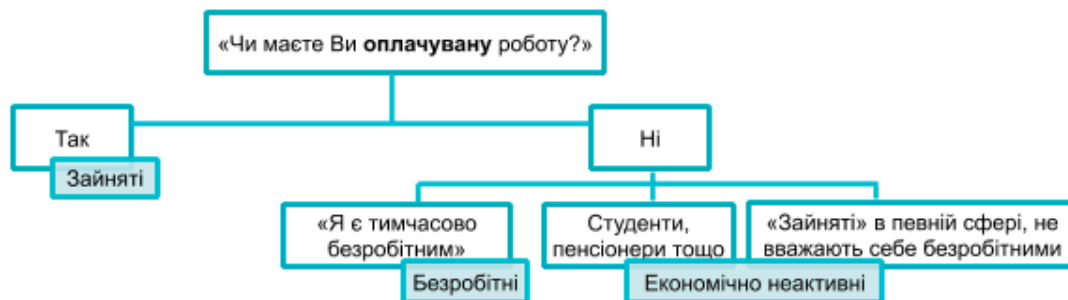 «Чи маєте Ви оплачувану роботу?»
Так
Зайняті
Ні
«Я є тимчасово
безробітним»
Безробітні
Студенти,
пенсіонери тощо
«Зайняті» в певній сфері, не
вважають себе безробітними
Економічно неактивні